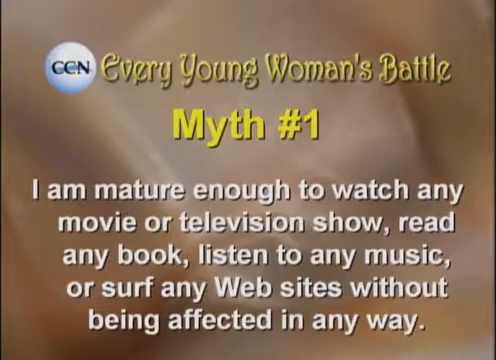 CCN Every Young Woman's Battle
Myth #1
I am mature enough to watch any
movie or television show, read
any book, listen to any music,
or surf any Web sites without
being affected in any way.